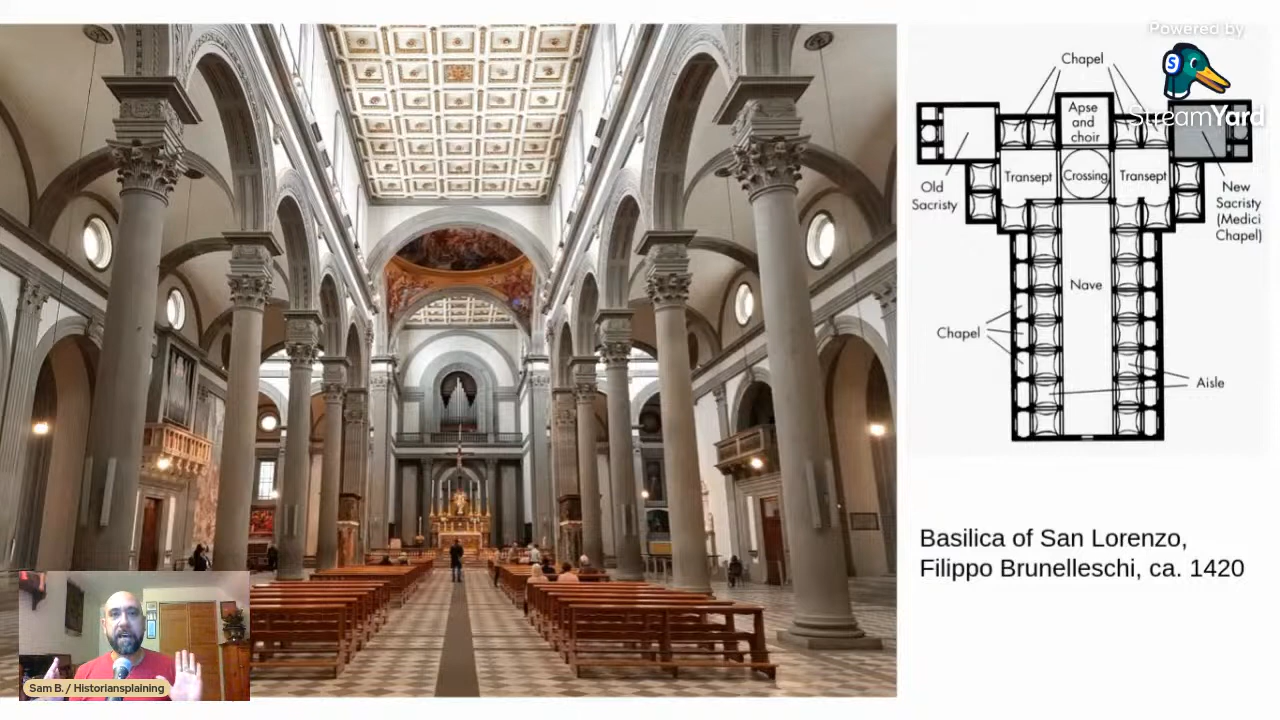 Powered by
S
StreamYard
Chapel
Apse
and
choir
Transept
Crossing
Transept
Old
Sacristy
New
Sacristy
(Medici
Chapel)
Nave
Chapel
Aisle
Basilica of San Lorenzo,
Filippo Brunelleschi, ca. 1420
Sam B. / Historiansplaining